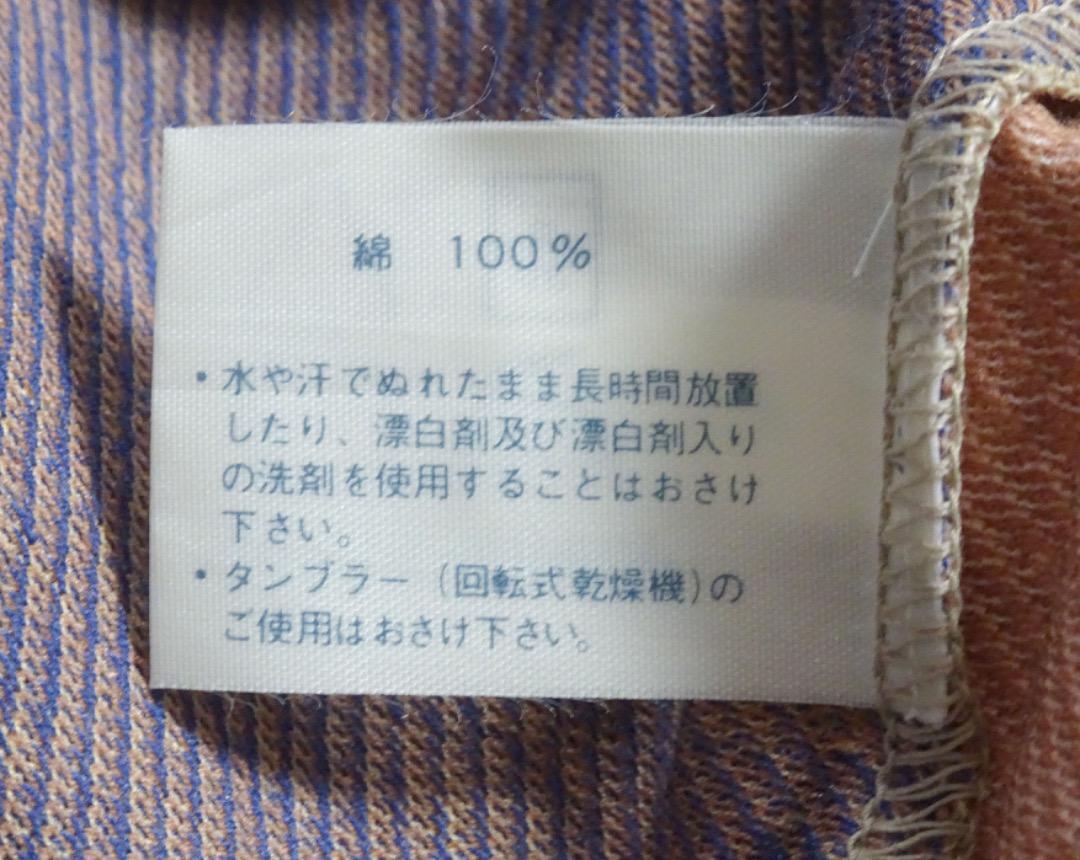 綿　100%
・水や汗でぬれたまま長時間放置
したり、漂白剤及び漂白剤入り
の洗剤を使用することはおさけ
下さい。
・タンブラー（回転式乾燥機)の
ご使用はおさけ下さい。